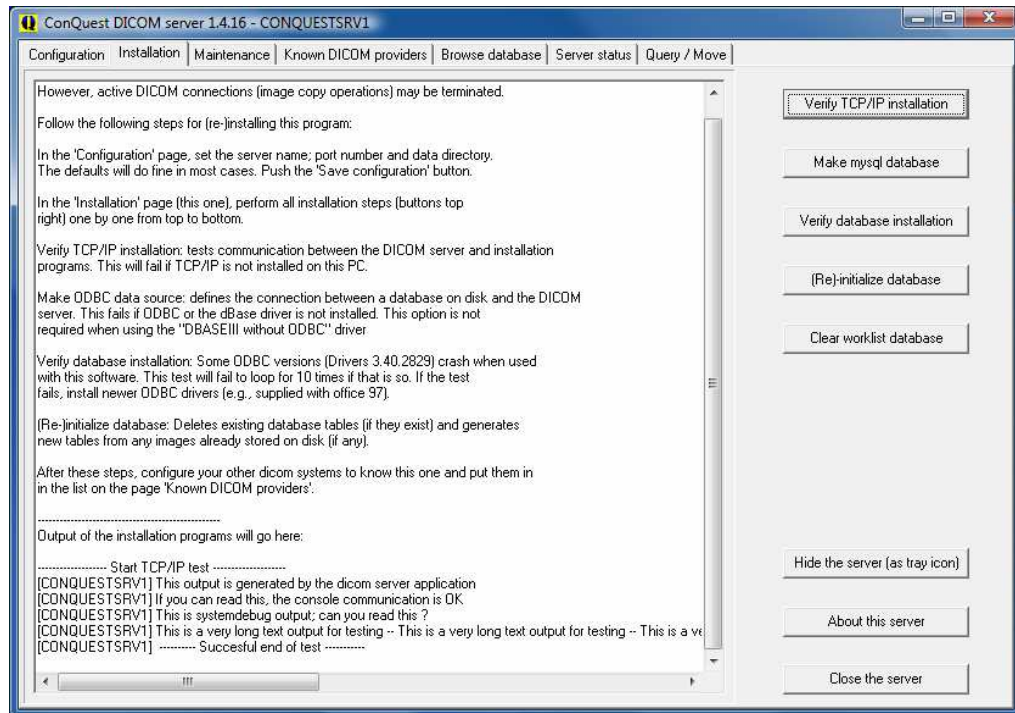 ConQuest DICOM server 1.4.16 - CONQUESTSRV1
Configuration Installation Maintenance Known DICOM providers Browse database Server status Query / Move
However, active DICOM connections (image copy operations) may be terminated.
Follow the following steps for (re-)installing this program:
In the 'Configuration' page, set the server name; port number and data directory.
The defaults will do fine in most cases. Push the 'Save configuration' button.
In the 'Installation' page (this one), perform all installation steps (buttons top
right) one by one from top to bottom.
Verify TCP/IP installation: tests communication between the DICOM server and installation
programs. This will fail if TCP/IP is not installed on this PC.
Make ODBC data source: defines the connection between a database on disk and the DICOM
server. This fails if ODBC or the dBase driver is not installed. This option is not
required when using the "DBASEIII without ODBC" driver
Verify database installation: Some ODBC versions (Drivers 3.40.2829) crash when used
with this software. This test will fail to loop for 10 times if that is so. If the test
fails, install newer ODBC drivers (e.g., supplied with office 97).
(Re-)initialize database: Deletes existing database tables (if they exist) and generates
new tables from any images already stored on disk (if any).
After these steps, configure your other dicom systems to know this one and put them in
in the list on the page 'Known DICOM providers'.
--------------------------------------------------
Output of the installation programs will go here:
------------------- Start TCP/IP test --------------------
[CONQUESTSRV1] This output is generated by the dicom server application
[CONQUESTSRV1] If you can read this, the console communication is OK
[CONQUESTSRV1] This is systemdebug output; can you read this ?
[CONQUESTSRV1] This is a very long text output for testing -- This is a very long text output for testing -- This is a ve
[CONQUESTSRV1] ---------- Succesful end of test -----------
Verify TCP/IP installation
Make mysql database
Verify database installation
(Re)-initialize database
Clear worklist database
Hide the server (as tray icon)
About this server
Close the server